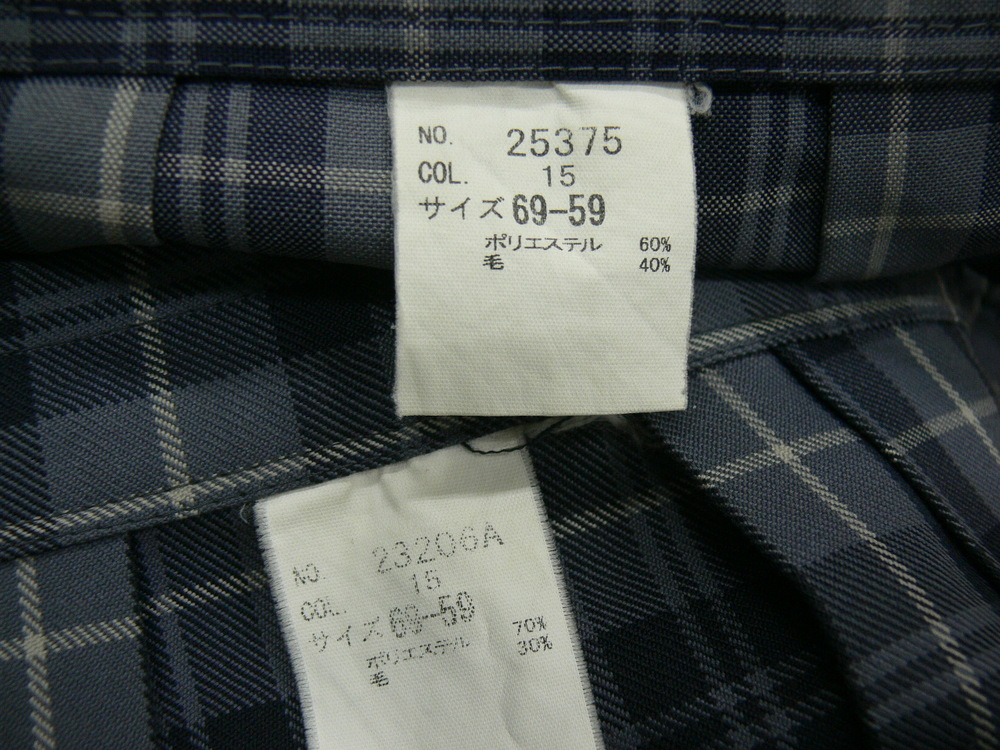 NO. 25375
COL. 15
サイズ 69-59
ポリエステル 60%
毛 40%
NO. 23206A
COL. 15
サイズ 69-59
ポリエステル 70%
毛 30%